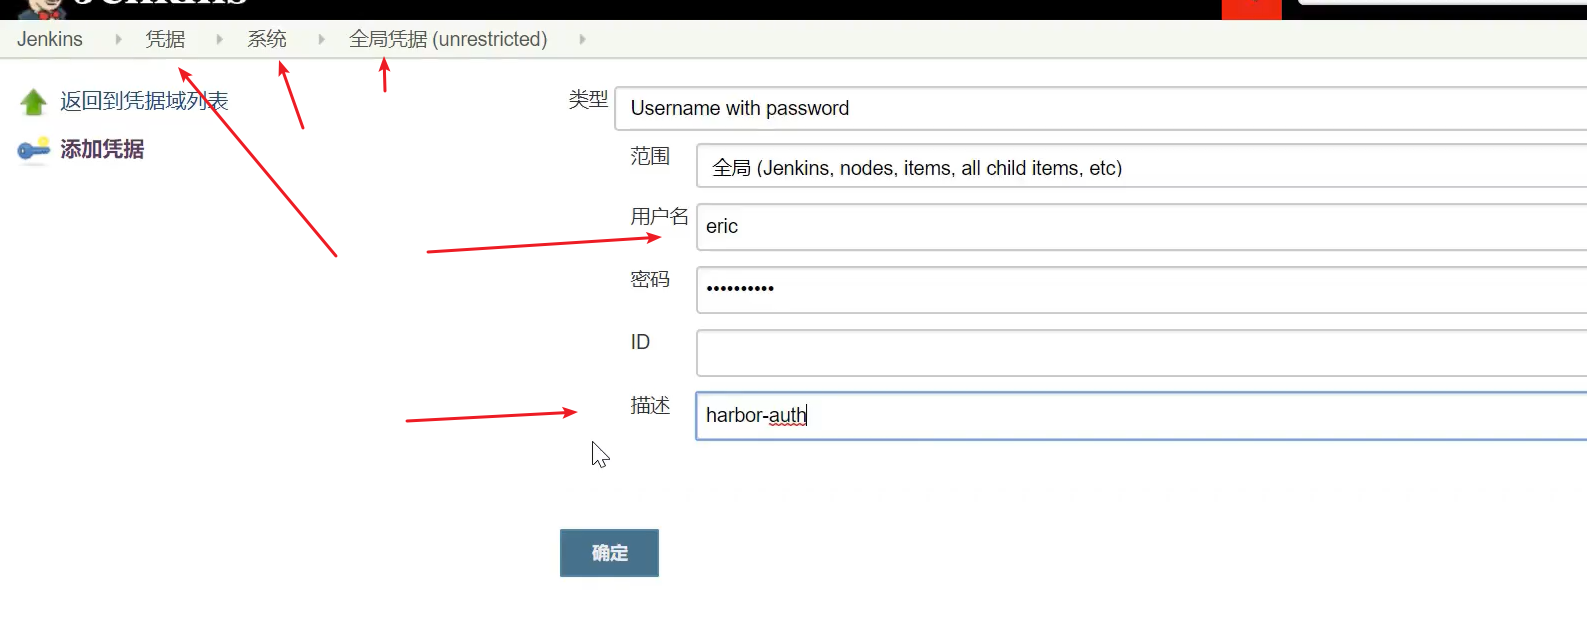 Jenkins
Jenkins 凭据 系统 全局凭据 (unrestricted)
返回到凭据域列表
添加凭据
类型 Username with password
范围 全局 (Jenkins, nodes, items, all child items, etc)
用户名 eric
密码 ••••••••••
ID
描述 harbor-auth
确定